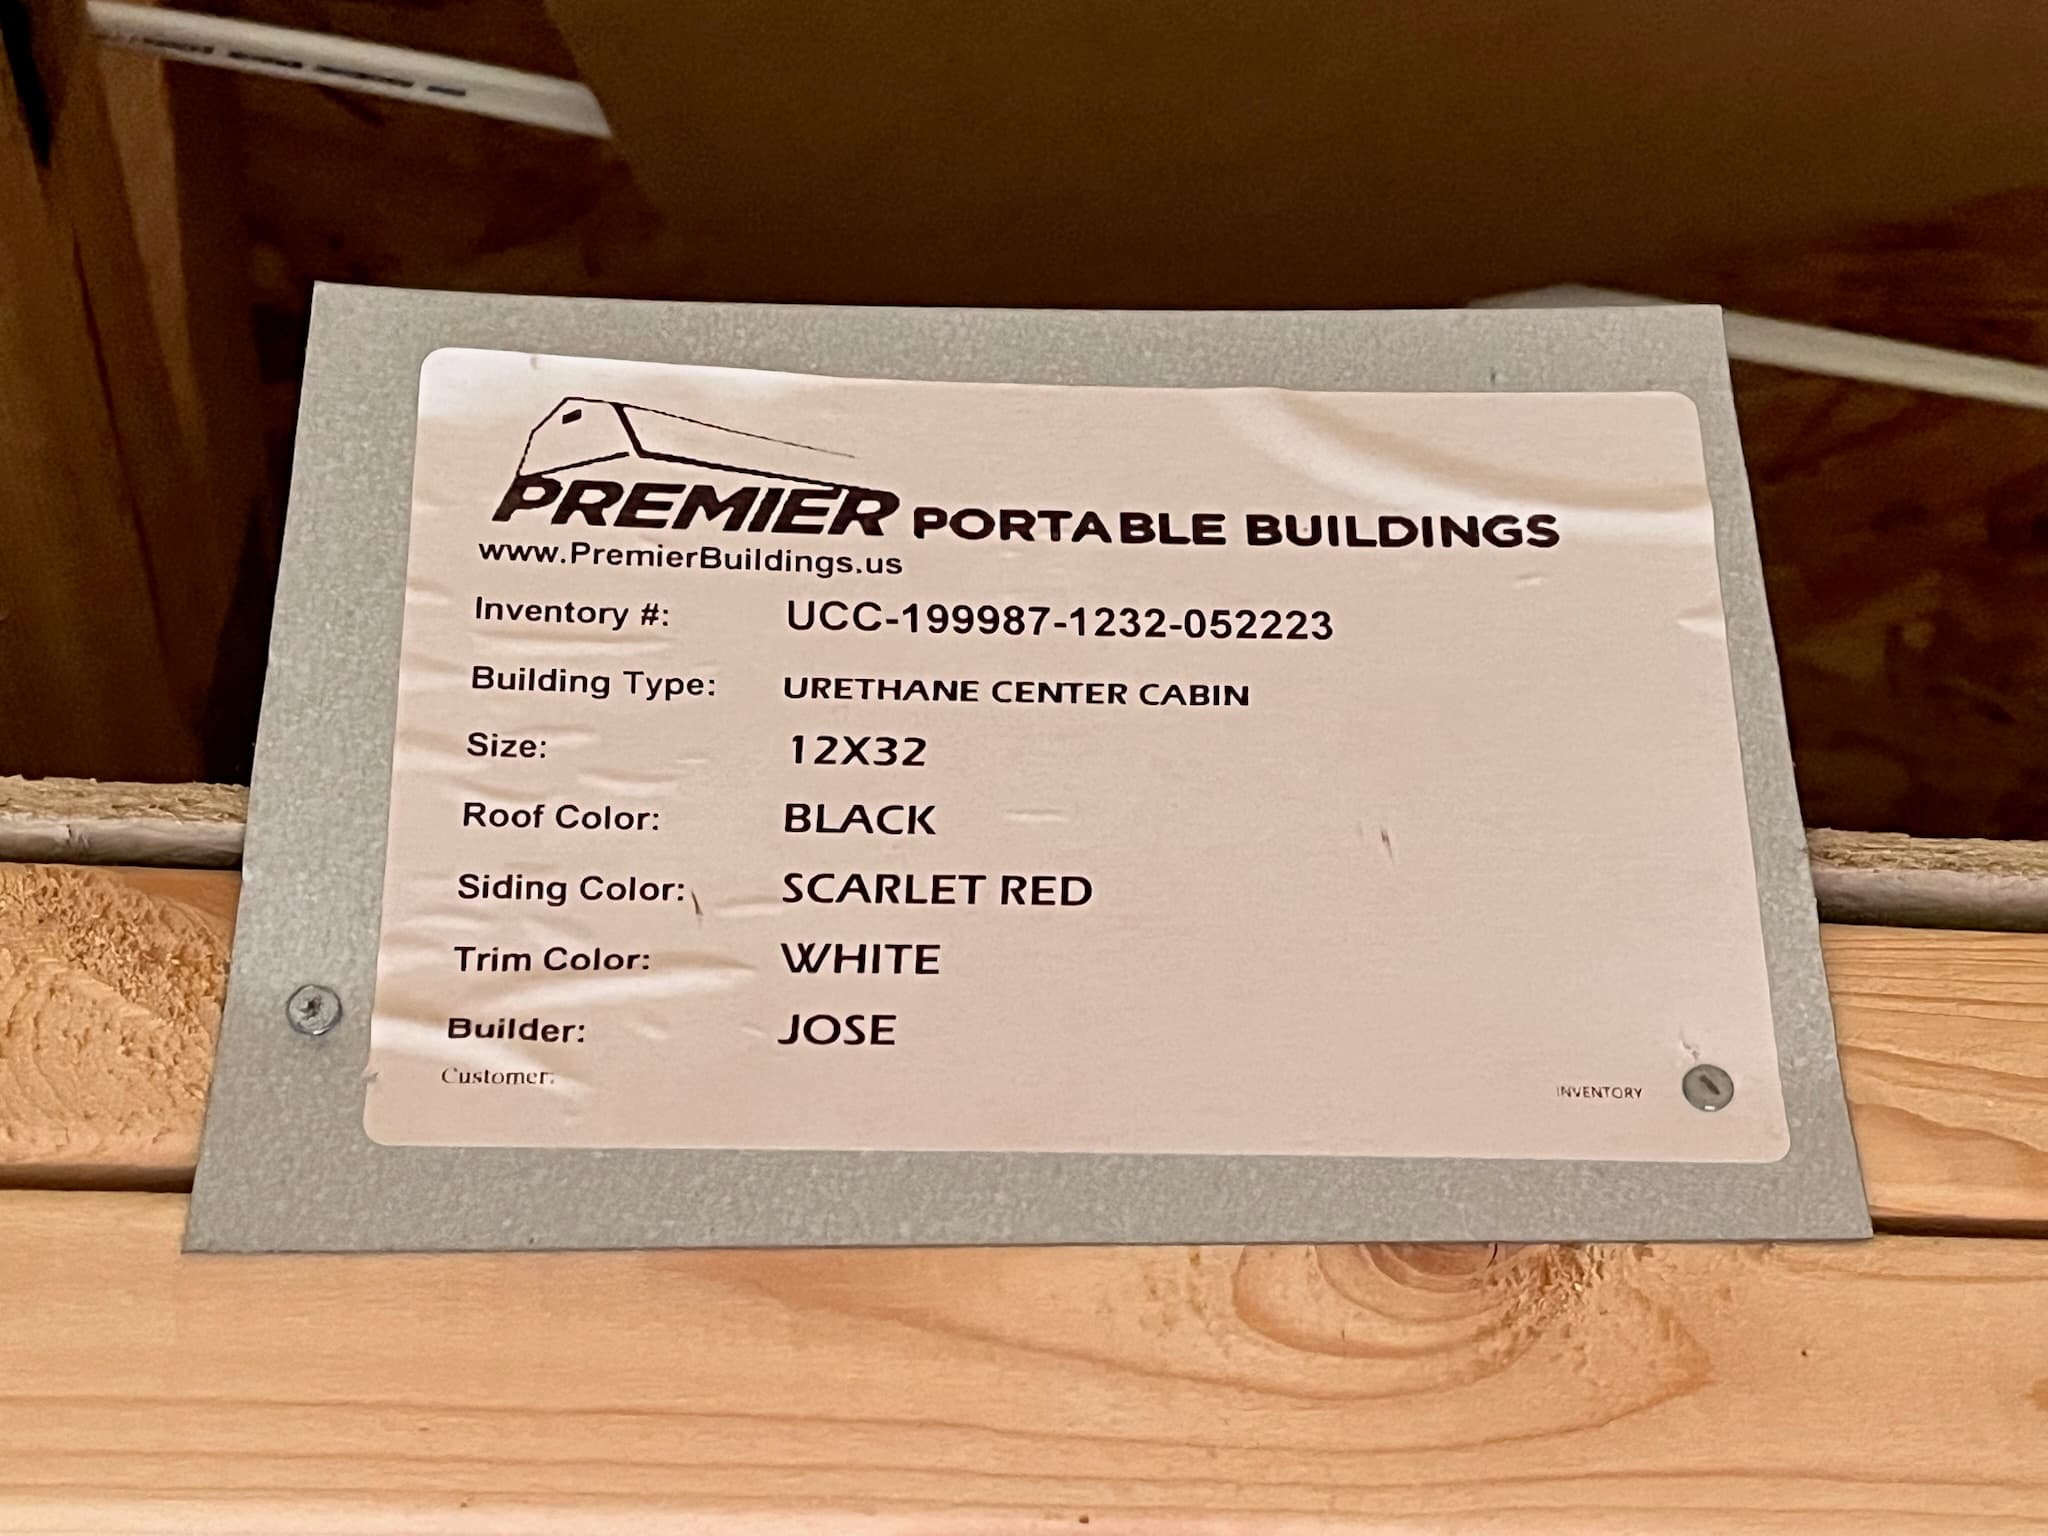 PREMIER PORTABLE BUILDINGS
www.PremierBuildings.us
Inventory #: UCC-199987-1232-052223
Building Type: URETHANE CENTER CABIN
Size: 12X32
Roof Color: BLACK
Siding Color: SCARLET RED
Trim Color: WHITE
Builder: JOSE
Customer:
INVENTORY